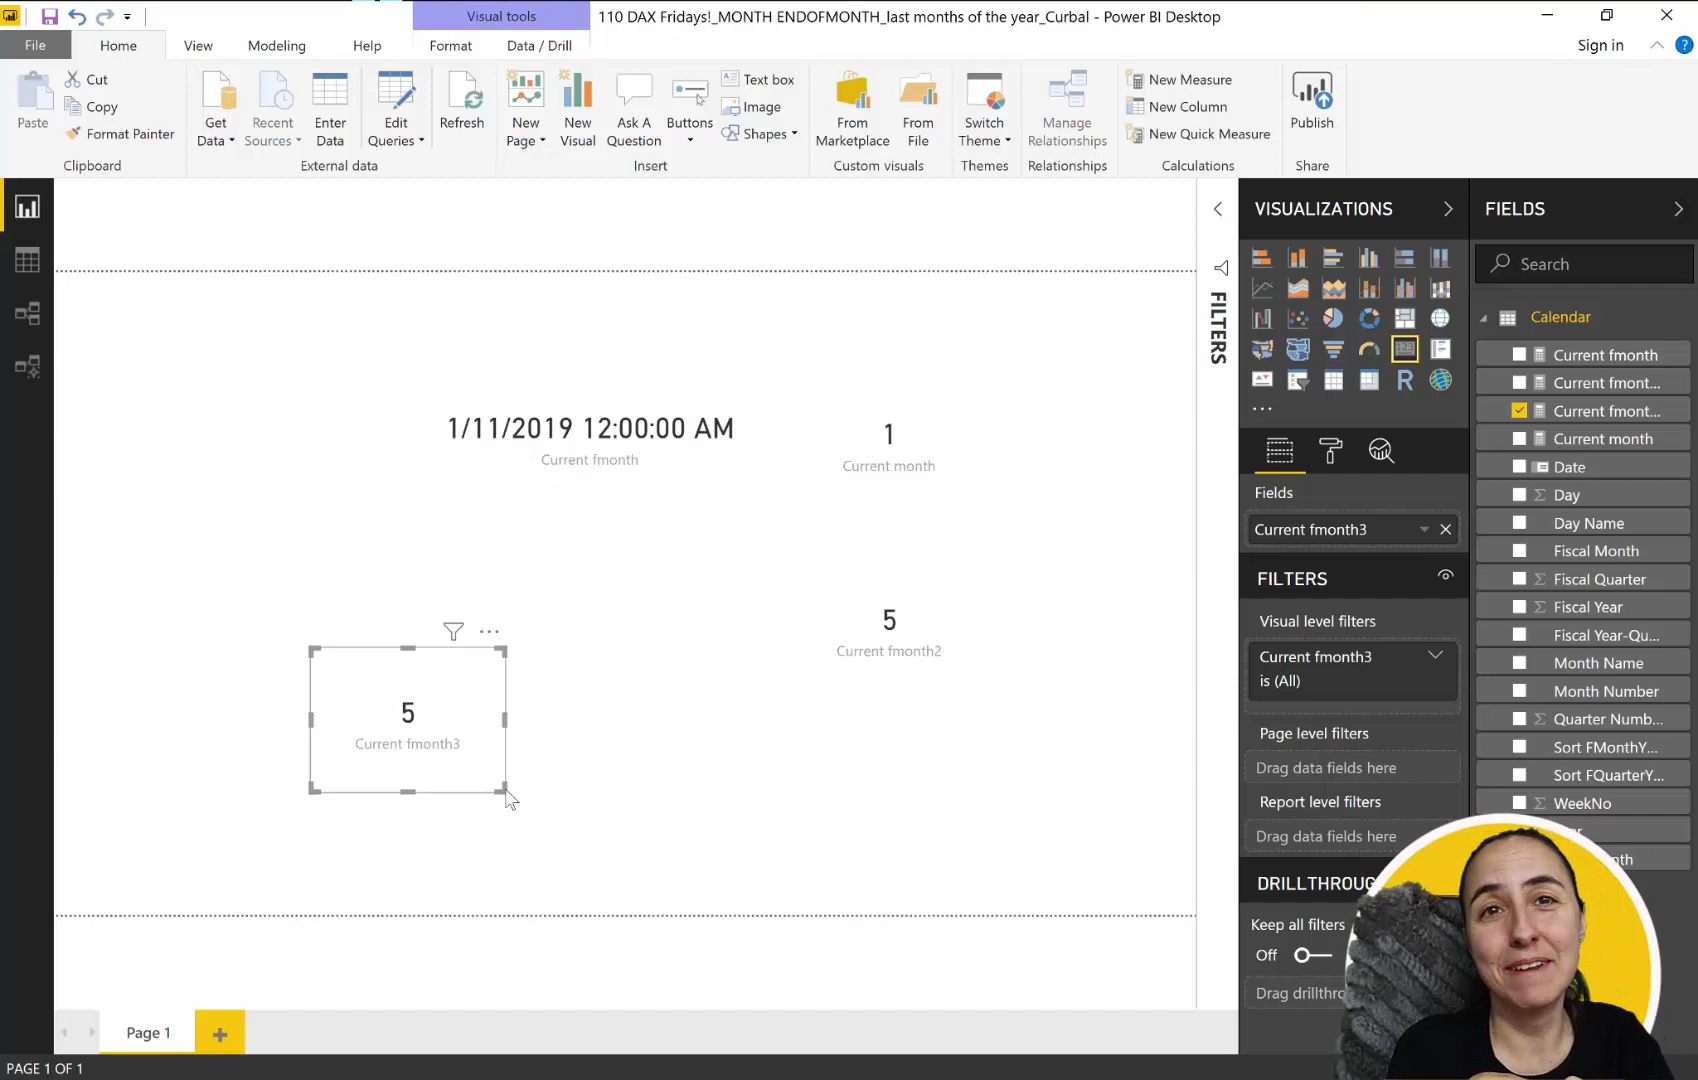 Visual tools
110 DAX Fridays!_MONTH ENDOFMONTH_last months of the year_Curbal - Power BI Desktop
File
Home
View
Modeling
Help
Format
Data / Drill
Sign in
?
Paste
Cut
Copy
Format Painter
Clipboard
Get Data
Recent Sources
Enter Data
Edit Queries
External data
Refresh
New Page
New Visual
Ask A Question
Buttons
Text box
Image
Shapes
Insert
From Marketplace
From File
Custom visuals
Switch Theme
Themes
Manage Relationships
Relationships
New Measure
New Column
New Quick Measure
Calculations
Publish
Share
1/11/2019 12:00:00 AM
Current fmonth
1
Current month
5
Current fmonth2
5
Current fmonth3
FILTERS
VISUALIZATIONS
R
Fields
Current fmonth3
FILTERS
Visual level filters
Current fmonth3
is (All)
Page level filters
Drag data fields here
Report level filters
Drag data fields here
DRILLTHROUG
Keep all filters
Off
Drag drillthro
FIELDS
Search
Calendar
Current fmonth
Current fmont...
Current fmont...
Current month
Date
Day
Day Name
Fiscal Month
Fiscal Quarter
Fiscal Year
Fiscal Year-Qu...
Month Name
Month Number
Quarter Numb...
Sort FMonthY...
Sort FQuarterY...
WeekNo
Page 1
PAGE 1 OF 1